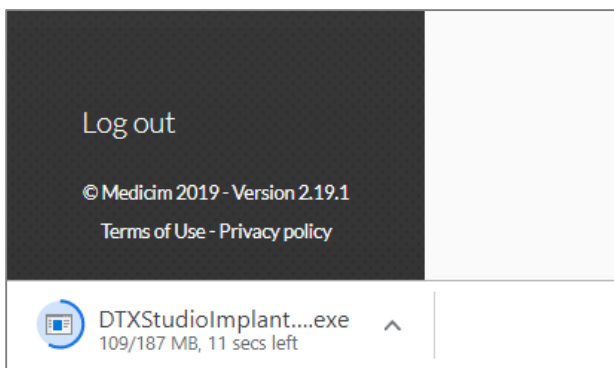 Log out
© Medicim 2019 - Version 2.19.1
Terms of Use - Privacy policy
DTXStudioImplant....exe
109/187 MB, 11 secs left